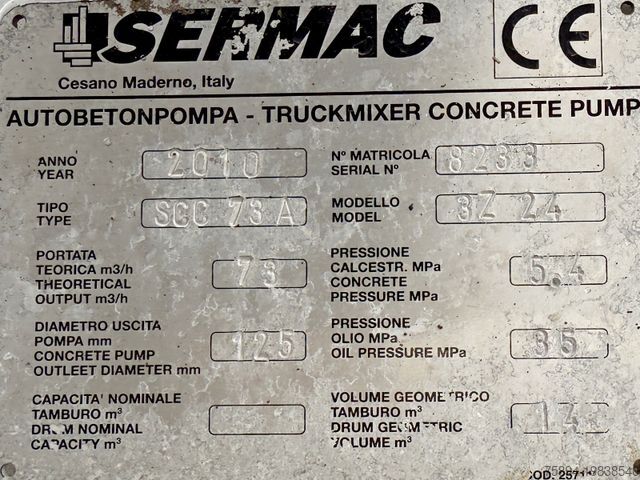 SERMAC CE
Cesano Maderno, Italy
AUTOBETONPOMPA - TRUCKMIXER CONCRETE PUMP
ANNO
YEAR
2010
Nº MATRICOLA
SERIAL Nº
8233
TIPO
TYPE
SCC 73 A
MODELLO
MODEL
3Z 24
PORTATA
TEORICA m3/h
THEORETICAL
OUTPUT m3/h
73
PRESSIONE
CALCESTR. MPa
CONCRETE
PRESSURE MPa
5.4
DIAMETRO USCITA
POMPA mm
CONCRETE PUMP
OUTLEET DIAMETER mm
125
PRESSIONE
OLIO MPa
OIL PRESSURE MPa
35
CAPACITA' NOMINALE
TAMBURO m³
DRUM NOMINAL
CAPACITY m³
VOLUME GEOMETRICO
TAMBURO m³
DRUM GEOMETRIC
VOLUME m³
14
COD.